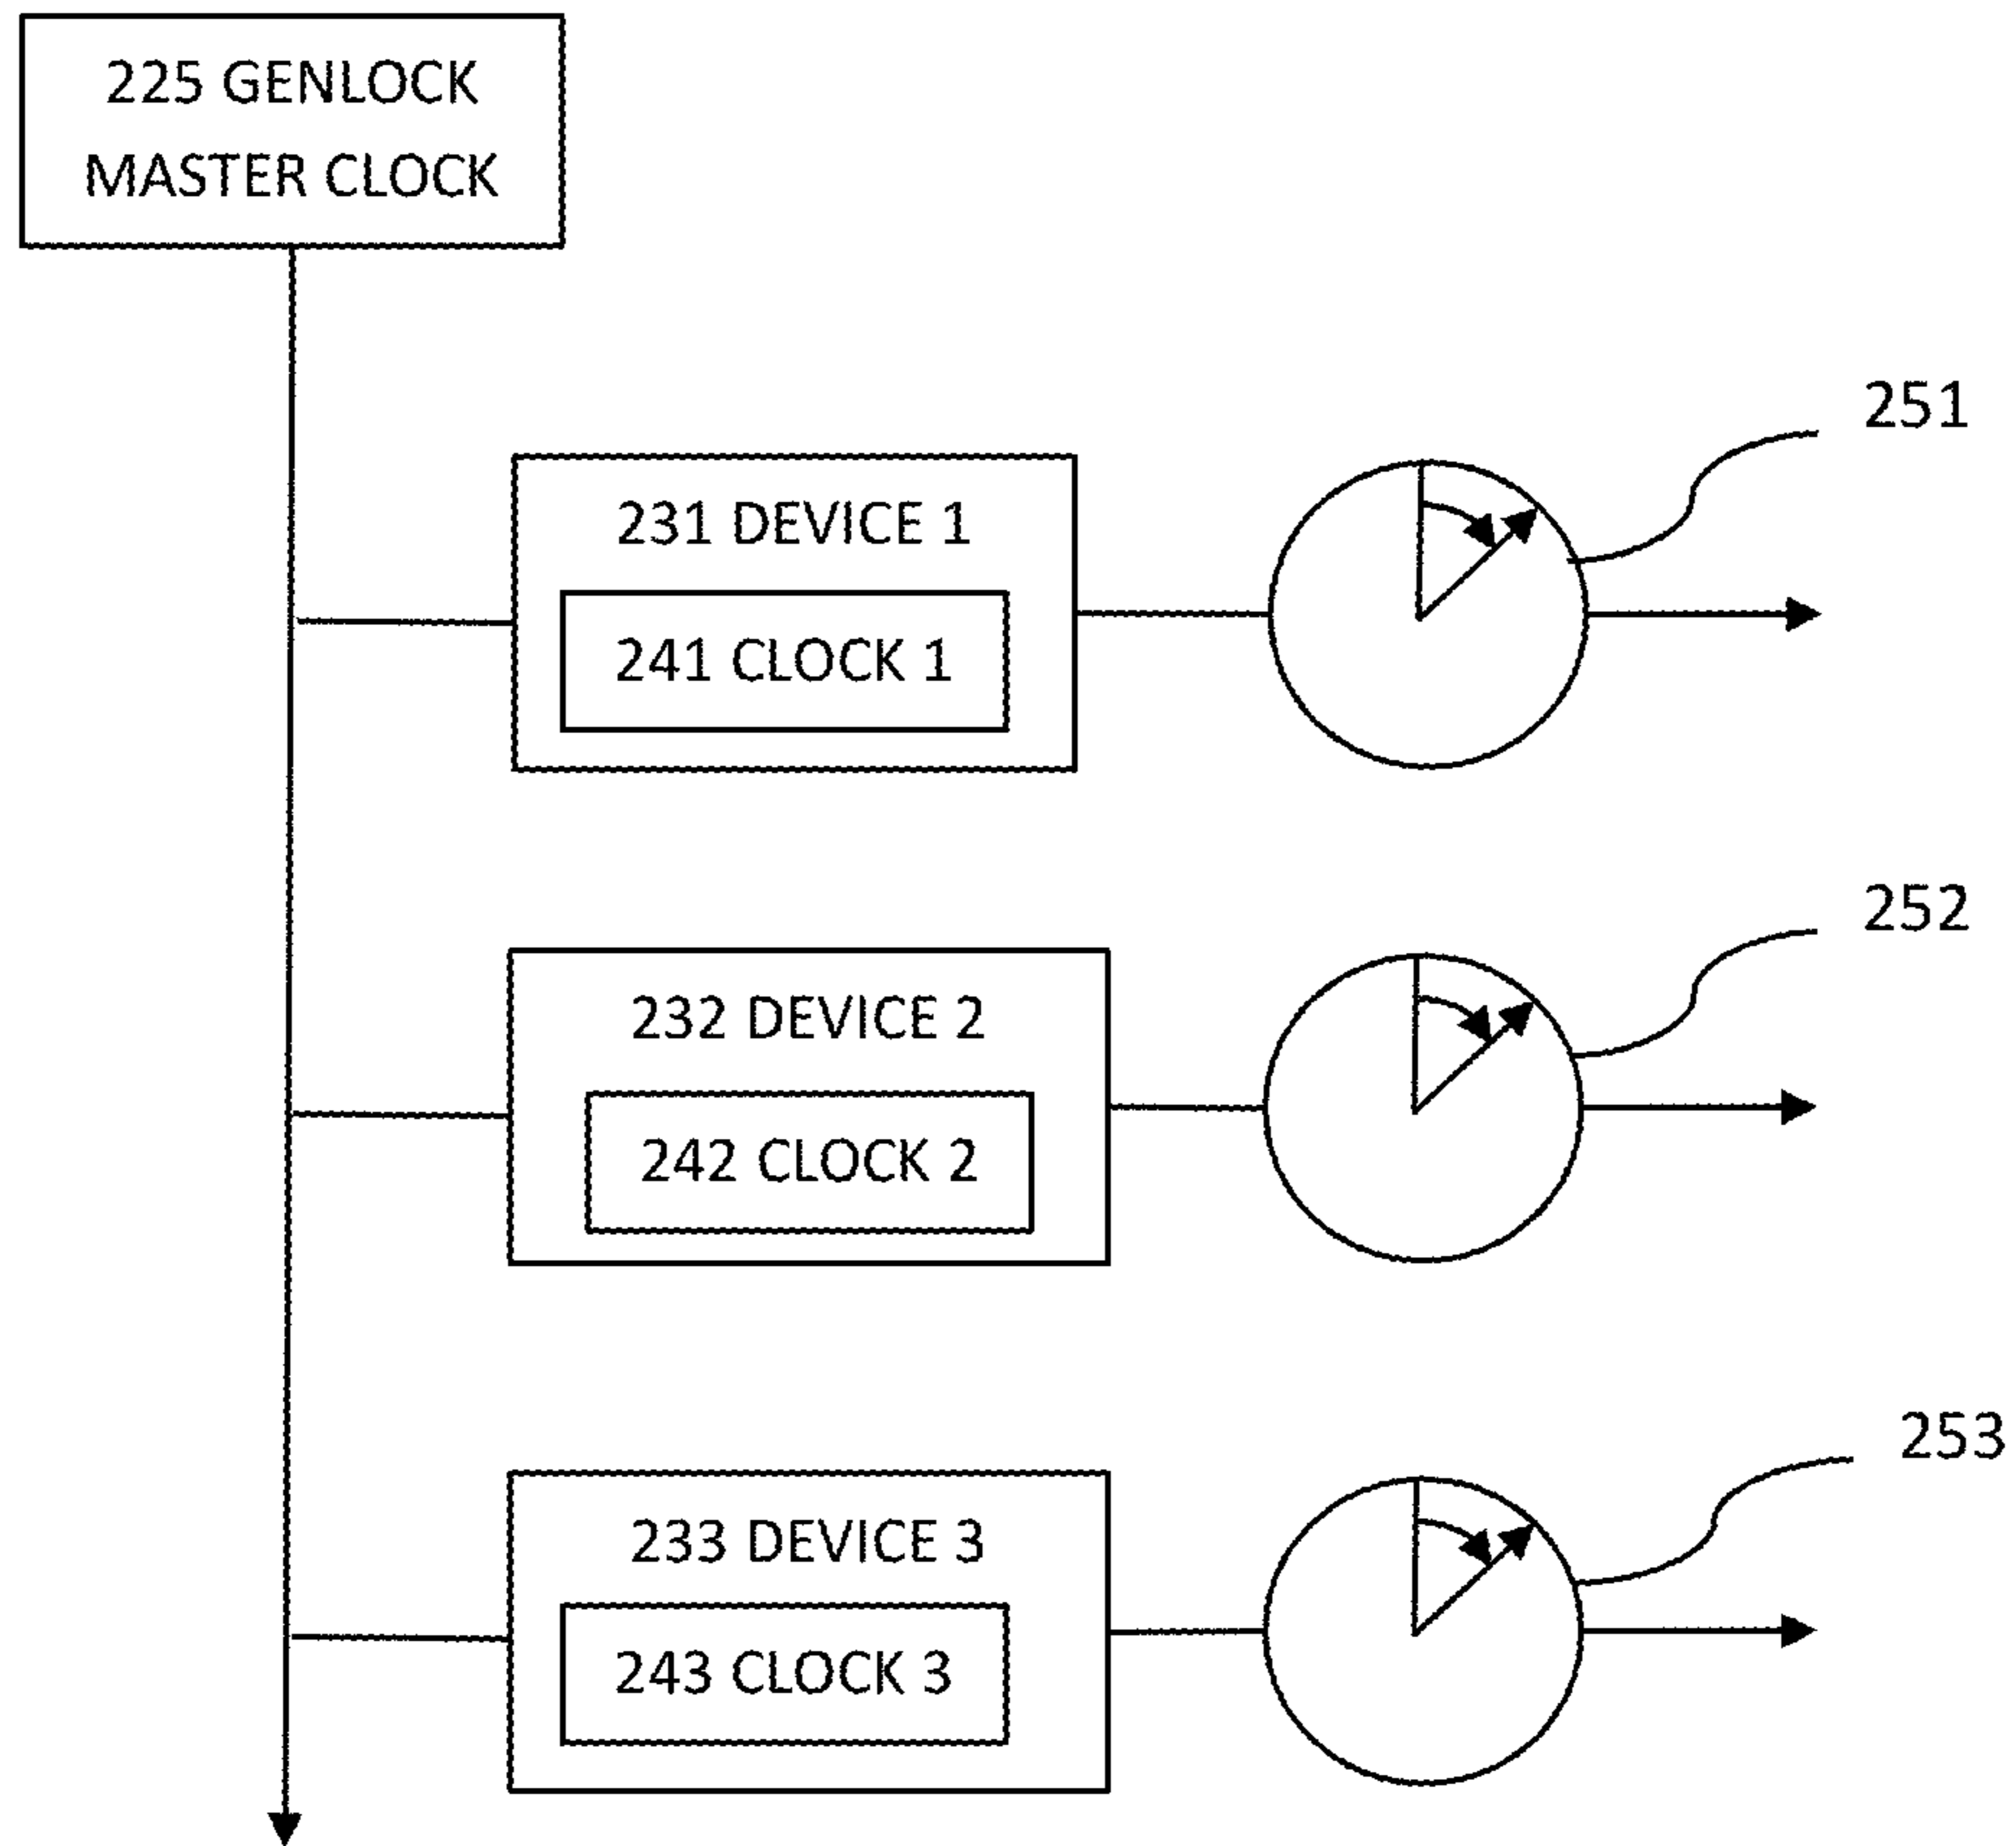 225 GENLOCK
MASTER CLOCK
251
231 DEVICE 1
241 CLOCK 1
252
232 DEVICE 2
242 CLOCK 2
253
233 DEVICE 3
243 CLOCK 3